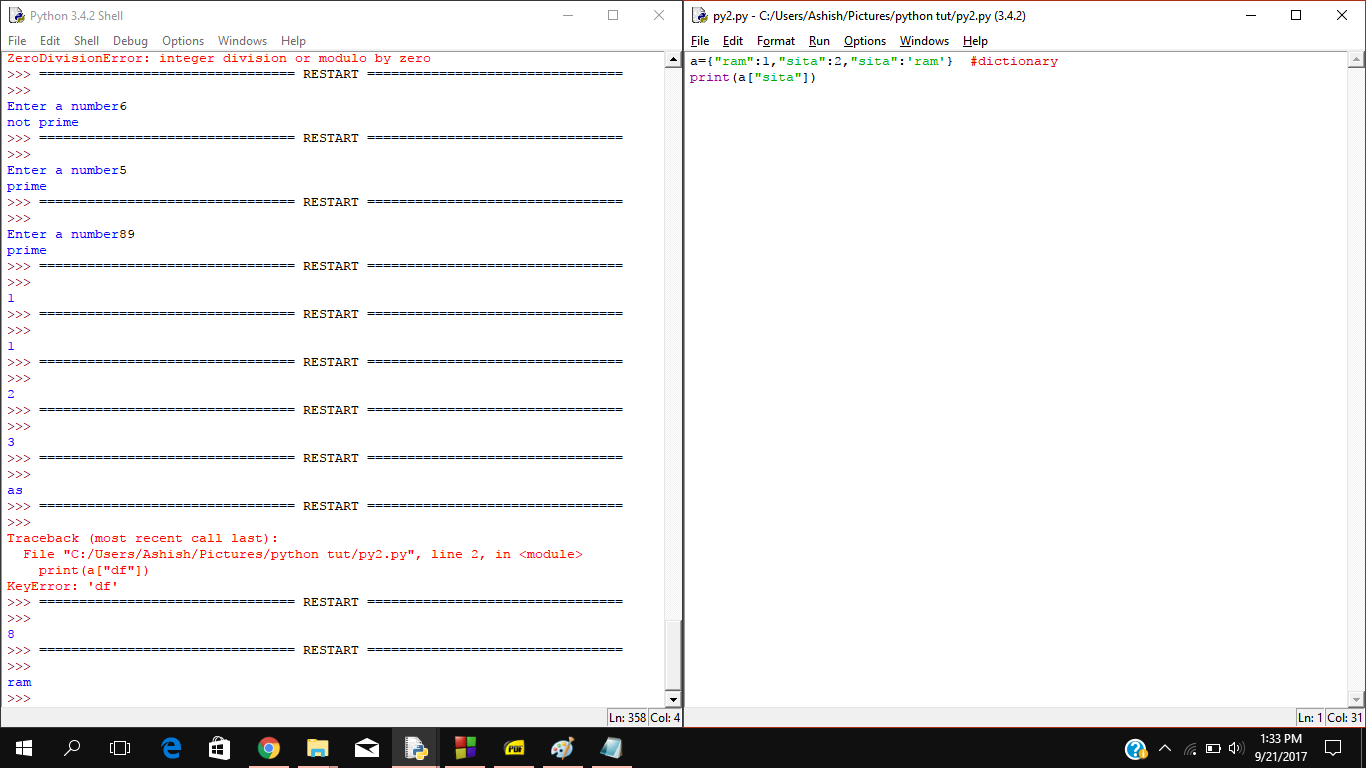 Python 3.4.2 Shell
File Edit Shell Debug Options Windows Help
ZeroDivisionError: integer division or modulo by zero
>>> ================================ RESTART ================================
>>>
Enter a number6
not prime
>>> ================================ RESTART ================================
>>>
Enter a number5
prime
>>> ================================ RESTART ================================
>>>
Enter a number89
prime
>>> ================================ RESTART ================================
>>>
1
>>> ================================ RESTART ================================
>>>
1
>>> ================================ RESTART ================================
>>>
2
>>> ================================ RESTART ================================
>>>
3
>>> ================================ RESTART ================================
>>>
as
>>> ================================ RESTART ================================
>>>
Traceback (most recent call last):
  File "C:/Users/Ashish/Pictures/python tut/py2.py", line 2, in <module>
    print(a["df"])
KeyError: 'df'
>>> ================================ RESTART ================================
>>>
8
>>> ================================ RESTART ================================
>>>
ram
>>>
Ln: 358 Col: 4
py2.py - C:/Users/Ashish/Pictures/python tut/py2.py (3.4.2)
File Edit Format Run Options Windows Help
a={"ram":1,"sita":2,"sita":'ram'}  #dictionary
print(a["sita"])
Ln: 1 Col: 31
PDF
1:33 PM
9/21/2017